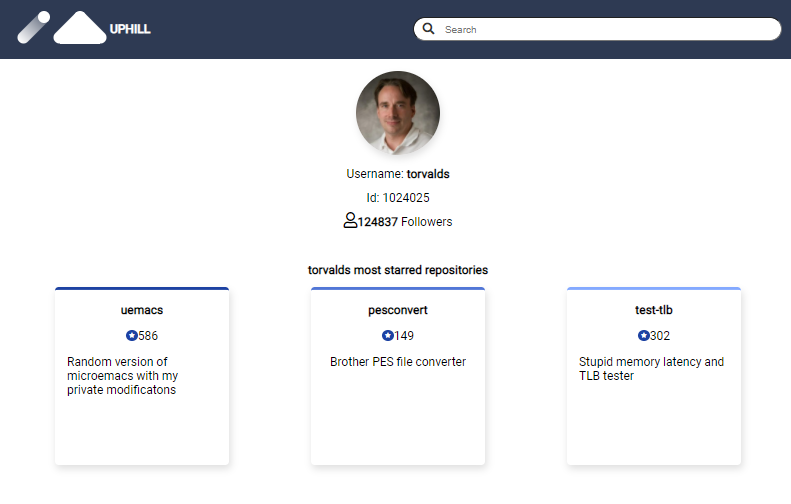 UPHILL
Search
Username: torvalds
Id: 1024025
124837 Followers
torvalds most starred repositories
uemacs
586
Random version of
microemacs with my
private modificatons
pesconvert
149
Brother PES file converter
test-tlb
302
Stupid memory latency and
TLB tester